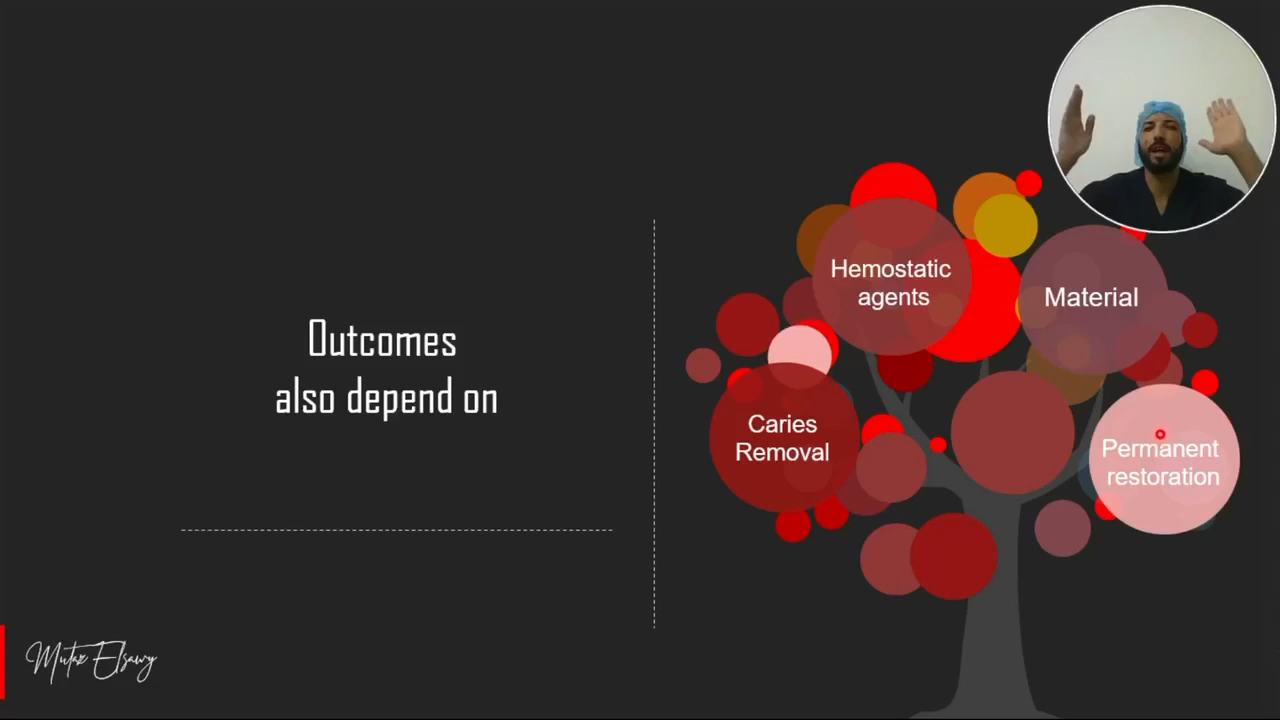 Outcomes
also depend on
Hemostatic
agents
Material
Caries
Removal
Permanent
restoration
Mutaz Elsawy